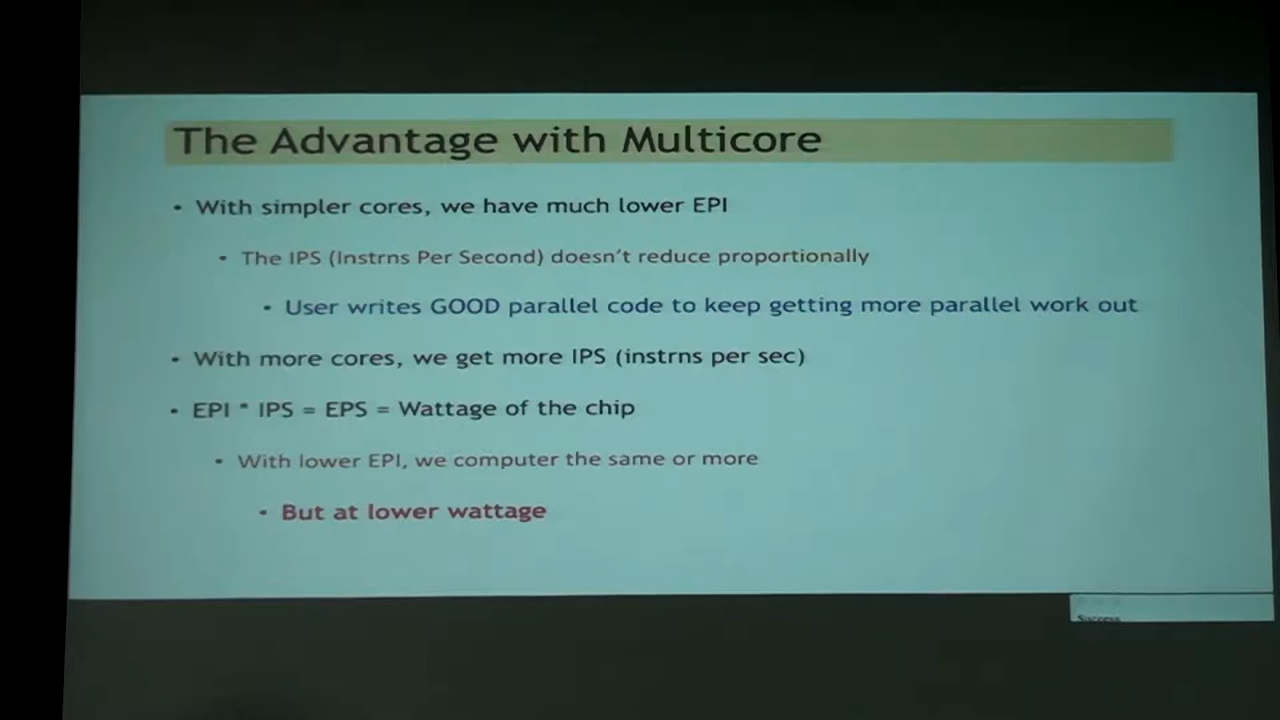 The Advantage with Multicore
• With simpler cores, we have much lower EPI
• The IPS (Instrns Per Second) doesn't reduce proportionally
• User writes GOOD parallel code to keep getting more parallel work out
• With more cores, we get more IPS (instrns per sec)
• EPI * IPS = EPS = Wattage of the chip
• With lower EPI, we computer the same or more
• But at lower wattage
Success